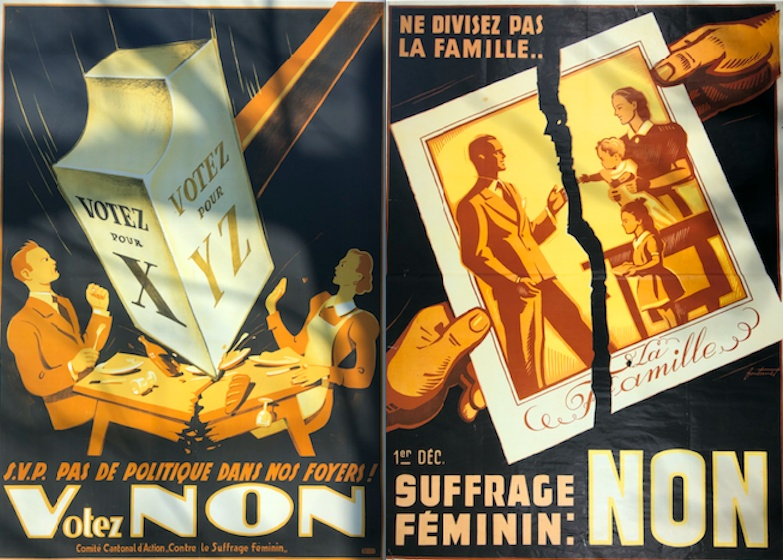 VOTEZ
POUR
X
VOTEZ
POUR
YZ
S.V.P. PAS DE POLITIQUE DANS NOS FOYERS!
Votez NON
Comité Cantonal d'Action „Contre le Suffrage Féminin„
NE DIVISEZ PAS
LA FAMILLE..
La
Famille
1er DÉC.
SUFFRAGE
FÉMININ: NON